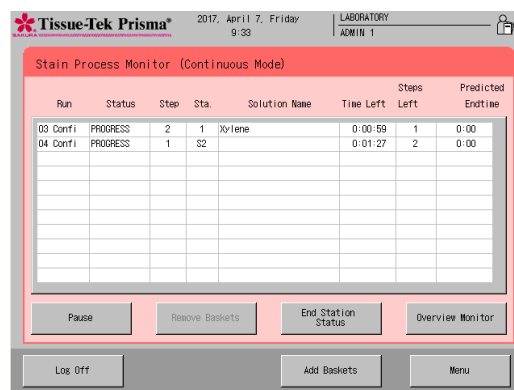 Tissue-Tek Prisma®
SAKURA
2017, April 7, Friday
9:33
LABORATORY
ADMIN 1
Stain Process Monitor (Continuous Mode)
Run Status Step Sta. Solution Name Time Left Steps Left Predicted Endtime
03 Confi PROGRESS 2 1 Xylene 0:00:59 1 0:00
04 Confi PROGRESS 1 S2 0:01:27 2 0:00
Pause
Remove Baskets
End Station
Status
Overview Monitor
Log Off
Add Baskets
Menu